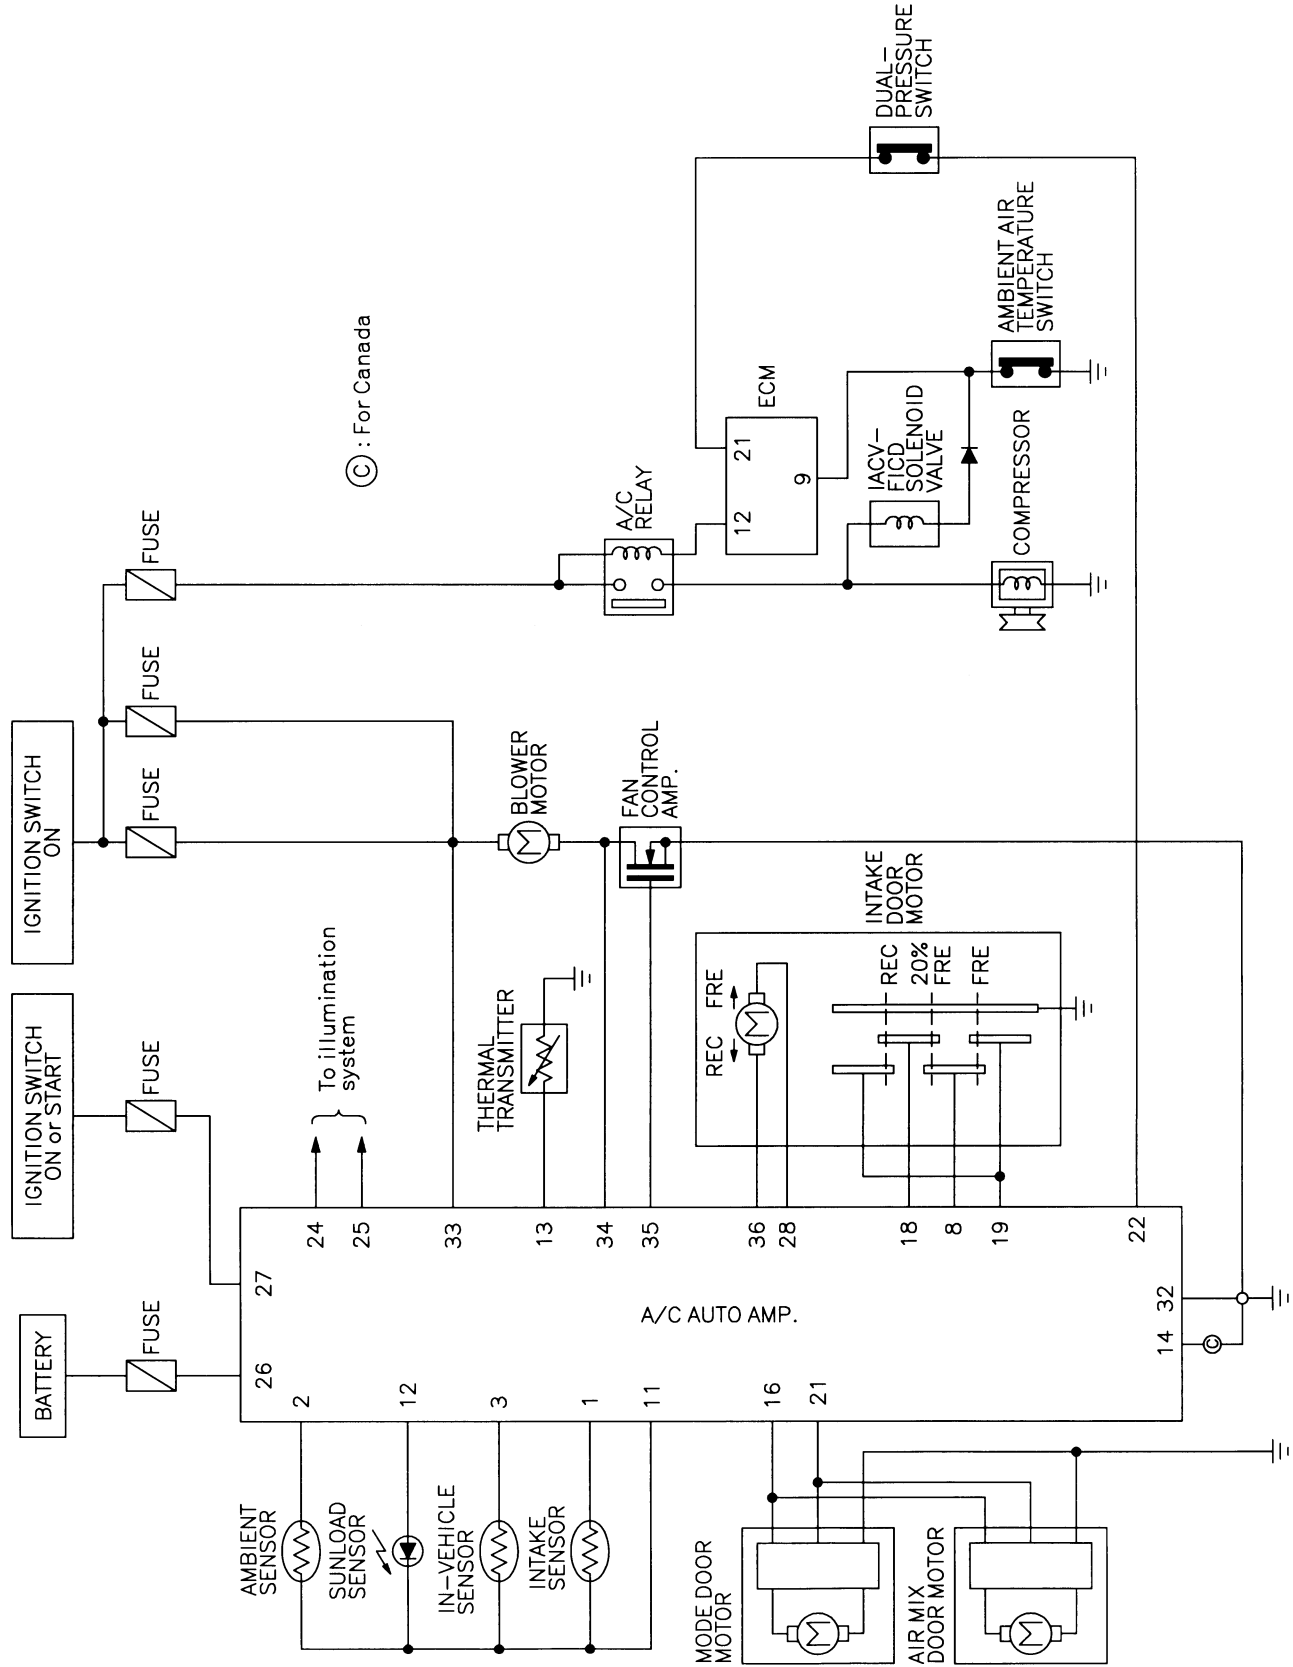 IGNITION SWITCH
ON
IGNITION SWITCH
ON or START
BATTERY
FUSE
FUSE
FUSE
FUSE
FUSE
Ⓒ : For Canada
To illumination
system
DUAL-
PRESSURE
SWITCH
AMBIENT AIR
TEMPERATURE
SWITCH
ECM
21
12
9
A/C
RELAY
IACV-
FICD
SOLENOID
VALVE
COMPRESSOR
BLOWER
MOTOR
M
FAN
CONTROL
AMP.
THERMAL
TRANSMITTER
INTAKE
DOOR
MOTOR
REC
FRE
M
REC
20%
FRE
FRE
26
27
24
25
33
13
34
35
36
28
18
8
19
22
32
14
Ⓒ
A/C AUTO AMP.
2
12
3
1
11
16
21
AMBIENT
SENSOR
SUNLOAD
SENSOR
IN-VEHICLE
SENSOR
INTAKE
SENSOR
MODE DOOR
MOTOR
M
AIR MIX
DOOR MOTOR
M